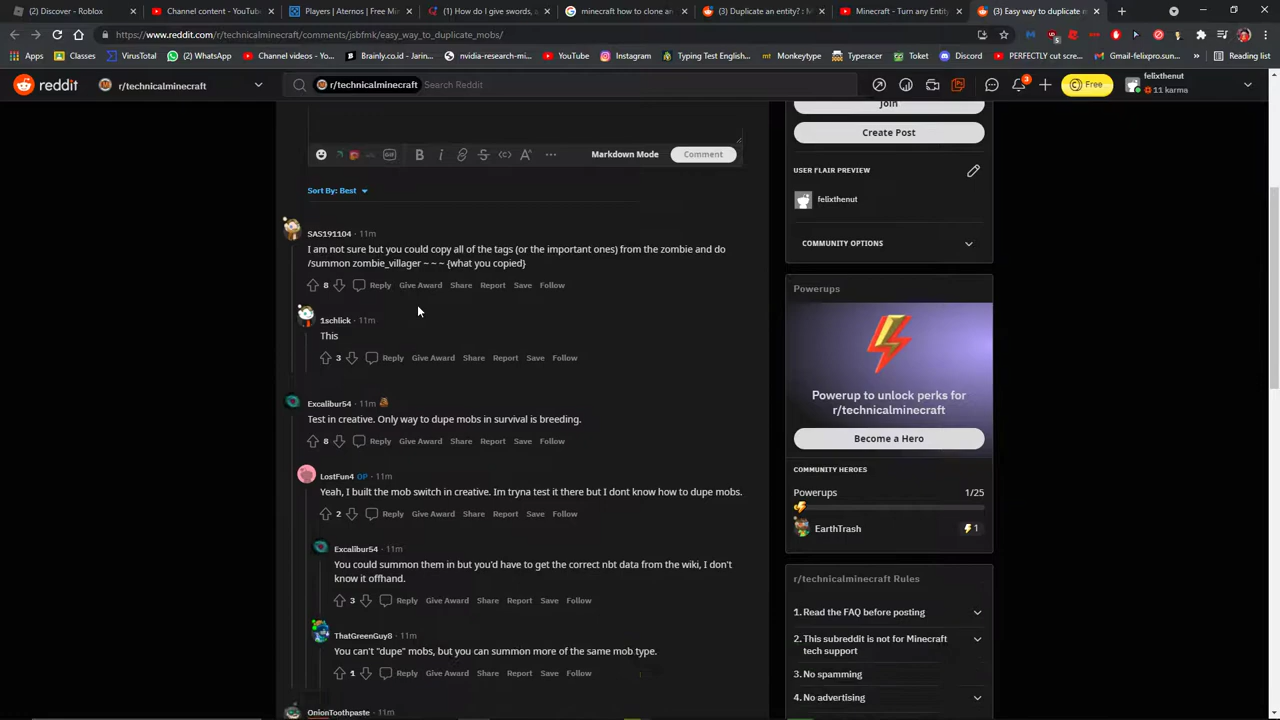 (2) Discover - Roblox
Channel content - YouTu
Players | Aternos | Free Min
(1) How do I give swords, a
minecraft how to clone an
(3) Duplicate an entity? : M
Minecraft - Turn any Entity
(3) Easy way to duplicate m
https://www.reddit.com/r/technicalminecraft/comments/jsbfmk/easy_way_to_duplicate_mobs/
Apps
VirusTotal
Channel videos - Yo...
Brainly.co.id - Jarin...
nvidia-research-mi...
YouTube
Instagram
Typing Test English...
Monkeytype
Typeracer
Toket
Discord
PERFECTLY cut scre...
Gmail-felixpro.sun...
Reading list
reddit
r/technicalminecraft
r/technicalminecraft
Search Reddit
3
Free
felixthenut
11 karma
Join
Create Post
Markdown Mode
Comment
USER FLAIR PREVIEW
felixthenut
COMMUNITY OPTIONS
Sort By: Best
SAS191104 · 11m
I am not sure but you could copy all of the tags (or the important ones) from the zombie and do
/summon zombie_villager ~ ~ ~ {what you copied}
8 Reply Give Award Share Report Save Follow
1schlick · 11m
This
3 Reply Give Award Share Report Save Follow
Excalibur54 · 11m
Test in creative. Only way to dupe mobs in survival is breeding.
8 Reply Give Award Share Report Save Follow
LostFun4 OP · 11m
Yeah, I built the mob switch in creative. Im tryna test it there but I dont know how to dupe mobs.
2 Reply Give Award Share Report Save Follow
Excalibur54 · 11m
You could summon them in but you'd have to get the correct nbt data from the wiki, I don't
know it offhand.
3 Reply Give Award Share Report Save Follow
ThatGreenGuy8 · 11m
You can't "dupe" mobs, but you can summon more of the same mob type.
1 Reply Give Award Share Report Save Follow
OnionToothpaste · 11m
Powerups
Powerup to unlock perks for
r/technicalminecraft
Become a Hero
COMMUNITY HEROES
Powerups 1/25
EarthTrash 1
r/technicalminecraft Rules
1. Read the FAQ before posting
2. This subreddit is not for Minecraft
tech support
3. No spamming
4. No advertising